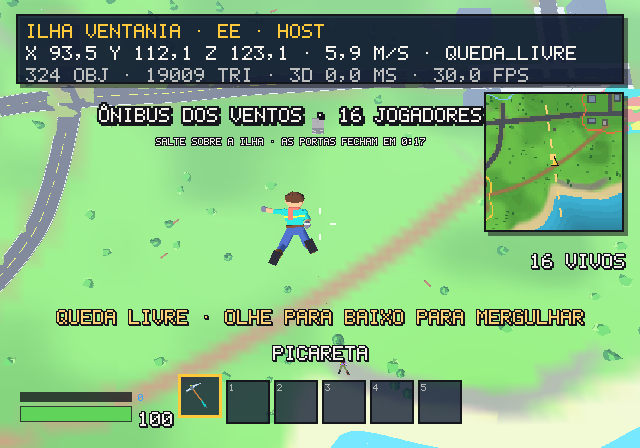 ILHA VENTANIA · EE · HOST
X 93,5 Y 112,1 Z 123,1 · 5,9 M/S · QUEDA_LIVRE
324 OBJ · 19009 TRI · 3D 0,0 MS · 30,0 FPS
ÔNIBUS DOS VENTOS · 16 JOGADORES
SALTE SOBRE A ILHA · AS PORTAS FECHAM EM 0:17
16 VIVOS
QUEDA LIVRE · OLHE PARA BAIXO PARA MERGULHAR
PICARETA
0
100
1 2 3 4 5